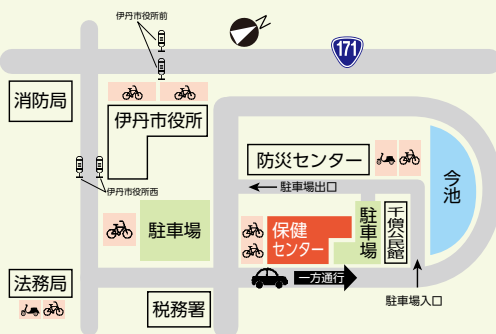 伊丹市役所前
171
消防局
伊丹市役所
防災センター
今池
伊丹市役所西
駐車場出口
駐車場
保健
センター
駐車場
千僧公民館
法務局
一方通行
税務署
駐車場入口